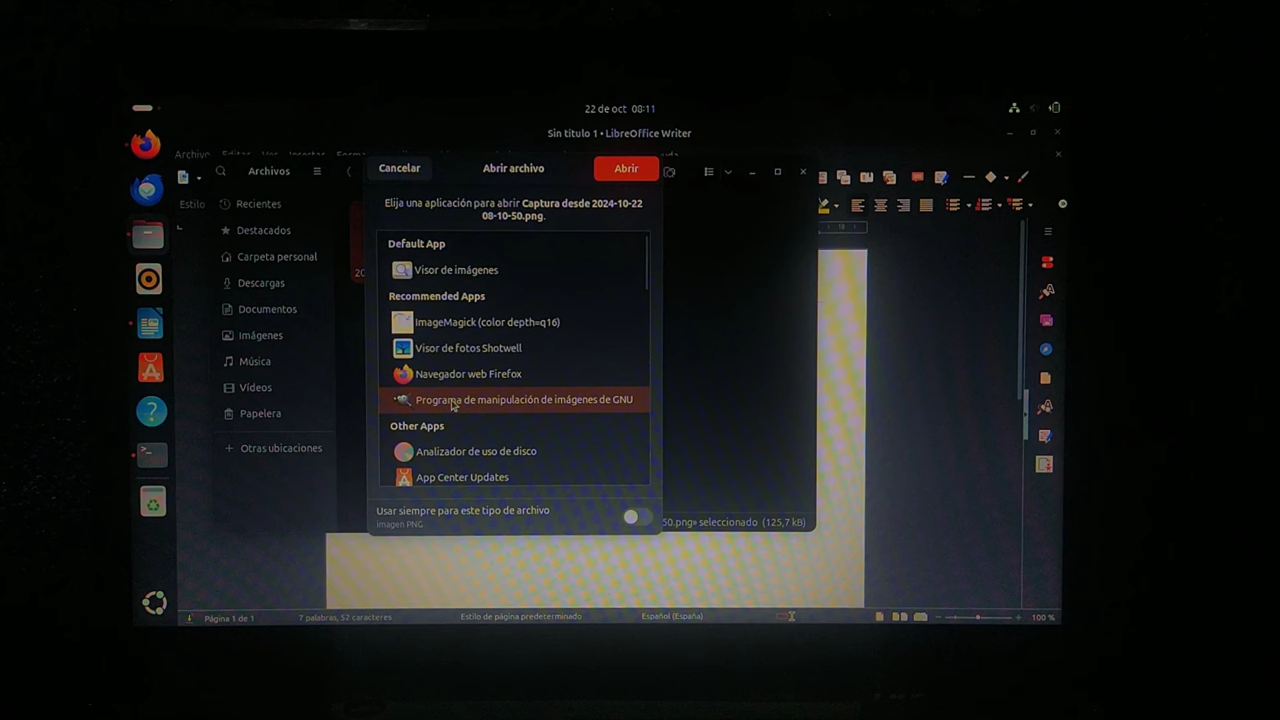 22 de oct 08:11
Sin título 1 • LibreOffice Writer
Archivo Editar Ver Insertar
Cancelar
Abrir archivo
Abrir
Archivos
Elija una aplicación para abrir Captura desde 2024-10-22
08-10-50.png.
Estilo
Recientes
Destacados
Carpeta personal
Descargas
Documentos
Imágenes
Música
Vídeos
Papelera
+ Otras ubicaciones
20
Default App
Visor de imágenes
Recommended Apps
ImageMagick (color depth=q16)
Visor de fotos Shotwell
Navegador web Firefox
Programa de manipulación de imágenes de GNU
Other Apps
Analizador de uso de disco
App Center Updates
Usar siempre para este tipo de archivo
imagen PNG
50.png» seleccionado (125,7 kB)
18
Página 1 de 1
7 palabras, 52 caracteres
Estilo de página predeterminado
Español (España)
100 %